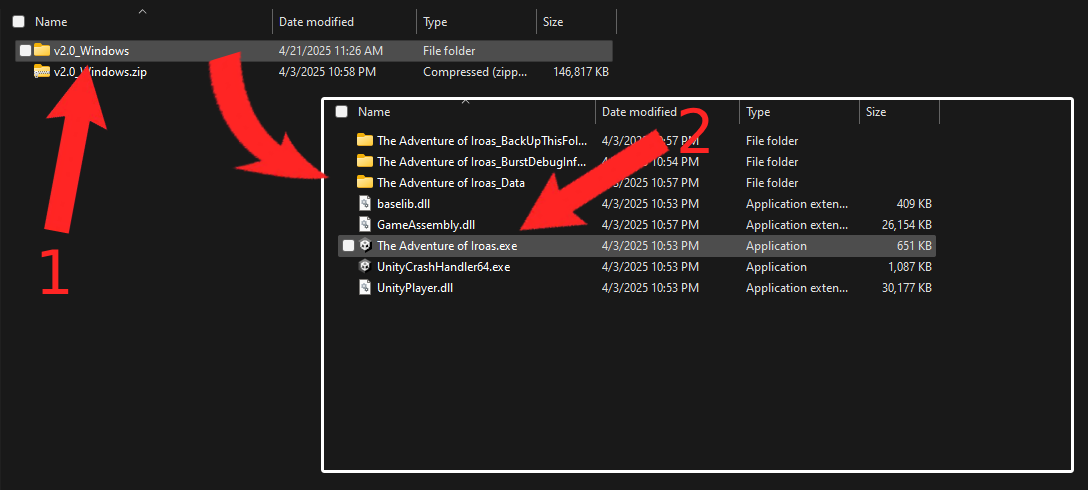 Name Date modified Type Size
v2.0_Windows 4/21/2025 11:26 AM File folder
v2.0_Windows.zip 4/3/2025 10:58 PM Compressed (zipp... 146,817 KB
1
Name Date modified Type Size
2
The Adventure of Iroas_BackUpThisFol... 4/3/2025 10:57 PM File folder
The Adventure of Iroas_BurstDebugInf... 4/3/2025 10:54 PM File folder
The Adventure of Iroas_Data 4/3/2025 10:57 PM File folder
baselib.dll 4/3/2025 10:53 PM Application exten... 409 KB
GameAssembly.dll 4/3/2025 10:57 PM Application exten... 26,154 KB
The Adventure of Iroas.exe 4/3/2025 10:53 PM Application 651 KB
UnityCrashHandler64.exe 4/3/2025 10:53 PM Application 1,087 KB
UnityPlayer.dll 4/3/2025 10:53 PM Application exten... 30,177 KB